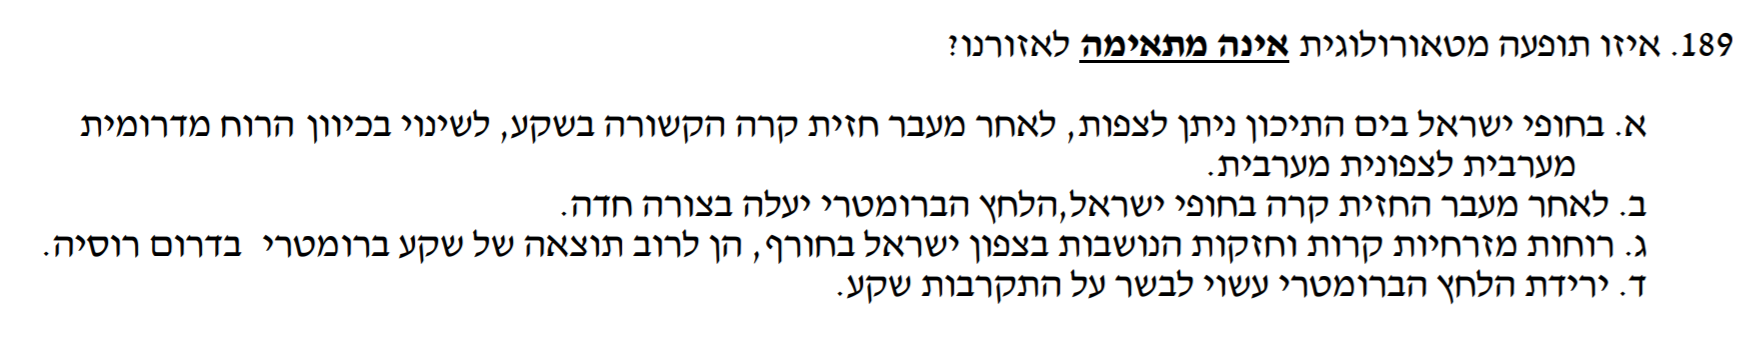 189. איזו תופעה מטאורולוגית אינה מתאימה לאזורנו?
א. בחופי ישראל בים התיכון ניתן לצפות, לאחר מעבר חזית קרה הקשורה בשקע, לשינוי בכיוון הרוח מדרומית
מערבית לצפונית מערבית.
ב. לאחר מעבר החזית קרה בחופי ישראל,הלחץ הברומטרי יעלה בצורה חדה.
ג. רוחות מזרחיות קרות וחזקות הנושבות בצפון ישראל בחורף, הן לרוב תוצאה של שקע ברומטרי בדרום רוסיה.
ד. ירידת הלחץ הברומטרי עשוי לבשר על התקרבות שקע.